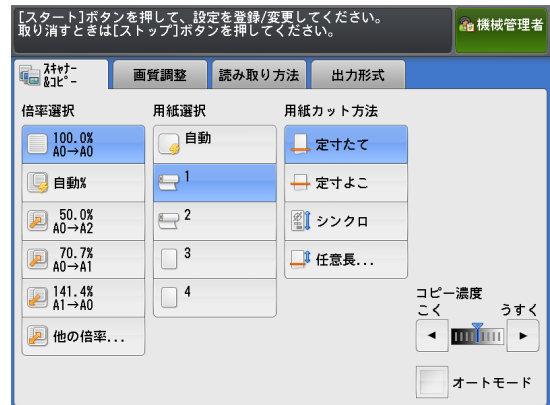 [スタート]ボタンを押して、設定を登録/変更してください。
取り消すときは[ストップ]ボタンを押してください。
機械管理者
スキャナー
&コピー
画質調整
読み取り方法
出力形式
倍率選択
100.0%
A0→A0
自動%
50.0%
A0→A2
70.7%
A0→A1
141.4%
A1→A0
他の倍率...
用紙選択
自動
1
2
3
4
用紙カット方法
定寸たて
定寸よこ
シンクロ
任意長...
コピー濃度
こく うすく
オートモード